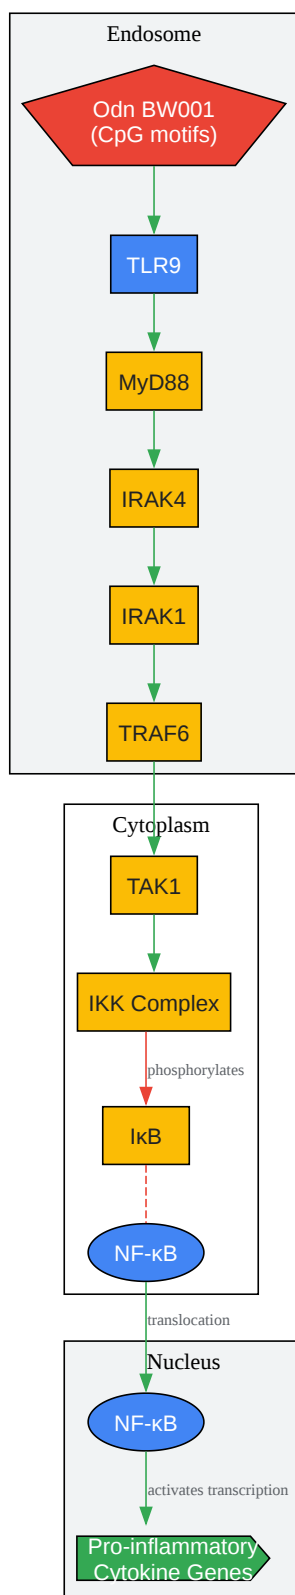 Endosome
Odn BW001
(CpG motifs)
TLR9
MyD88
IRAK4
IRAK1
TRAF6
Cytoplasm
TAK1
IKK Complex
phosphorylates
IκB
NF-κB
translocation
Nucleus
NF-κB
activates transcription
Pro-inflammatory
Cytokine Genes